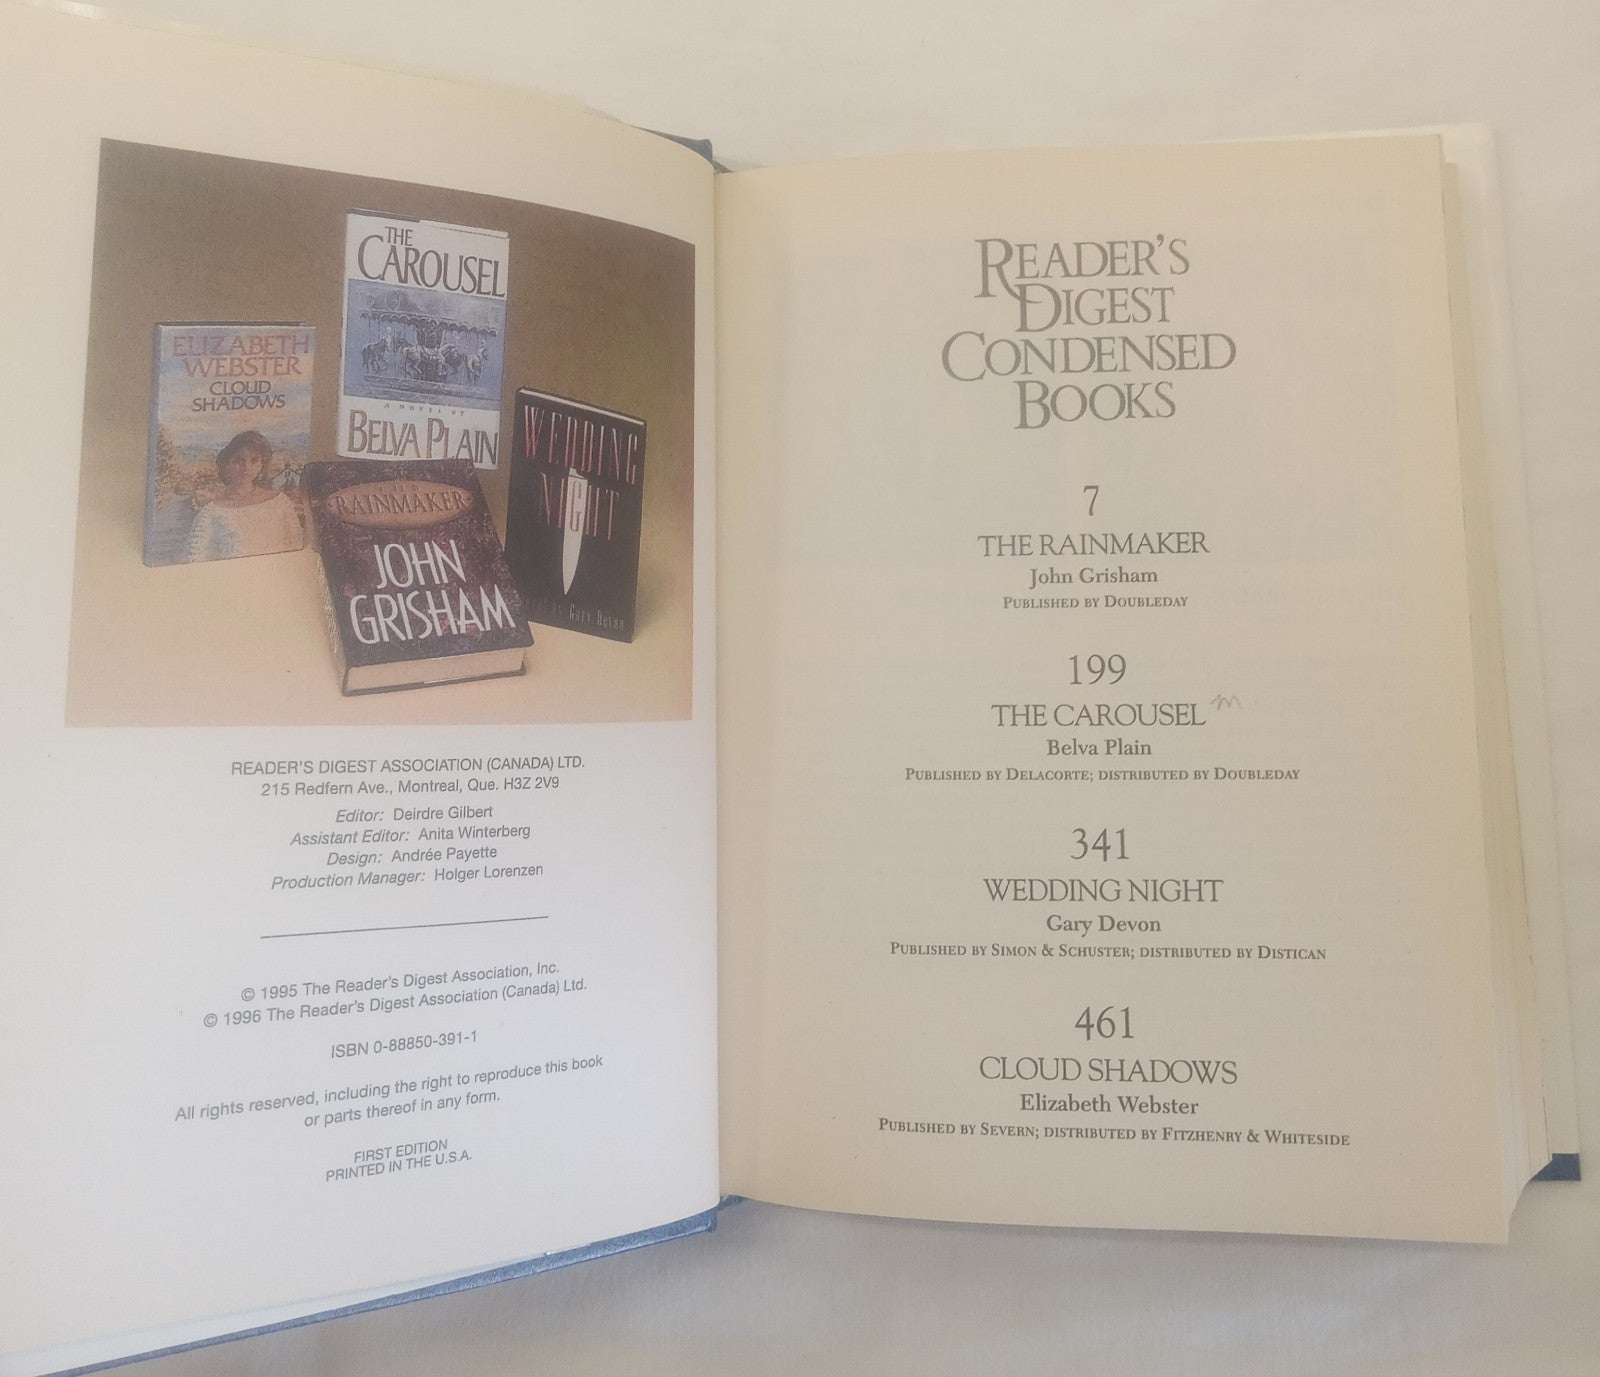 THE
CAROUSEL
A NOVEL BY
BELVA PLAIN
ELIZABETH
WEBSTER
CLOUD
SHADOWS
WEDDING
NIGHT
Gary Devon
RAINMAKER
JOHN
GRISHAM
READER'S DIGEST ASSOCIATION (CANADA) LTD.
215 Redfern Ave., Montreal, Que. H3Z 2V9
Editor: Deirdre Gilbert
Assistant Editor: Anita Winterberg
Design: Andrée Payette
Production Manager: Holger Lorenzen
© 1995 The Reader's Digest Association, Inc.
© 1996 The Reader's Digest Association (Canada) Ltd.
ISBN 0-88850-391-1
All rights reserved, including the right to reproduce this book
or parts thereof in any form.
FIRST EDITION
PRINTED IN THE U.S.A.
READER'S
DIGEST
CONDENSED
BOOKS
7
THE RAINMAKER
John Grisham
PUBLISHED BY DOUBLEDAY
199
THE CAROUSEL m
Belva Plain
PUBLISHED BY DELACORTE; DISTRIBUTED BY DOUBLEDAY
341
WEDDING NIGHT
Gary Devon
PUBLISHED BY SIMON & SCHUSTER; DISTRIBUTED BY DISTICAN
461
CLOUD SHADOWS
Elizabeth Webster
PUBLISHED BY SEVERN; DISTRIBUTED BY FITZHENRY & WHITESIDE